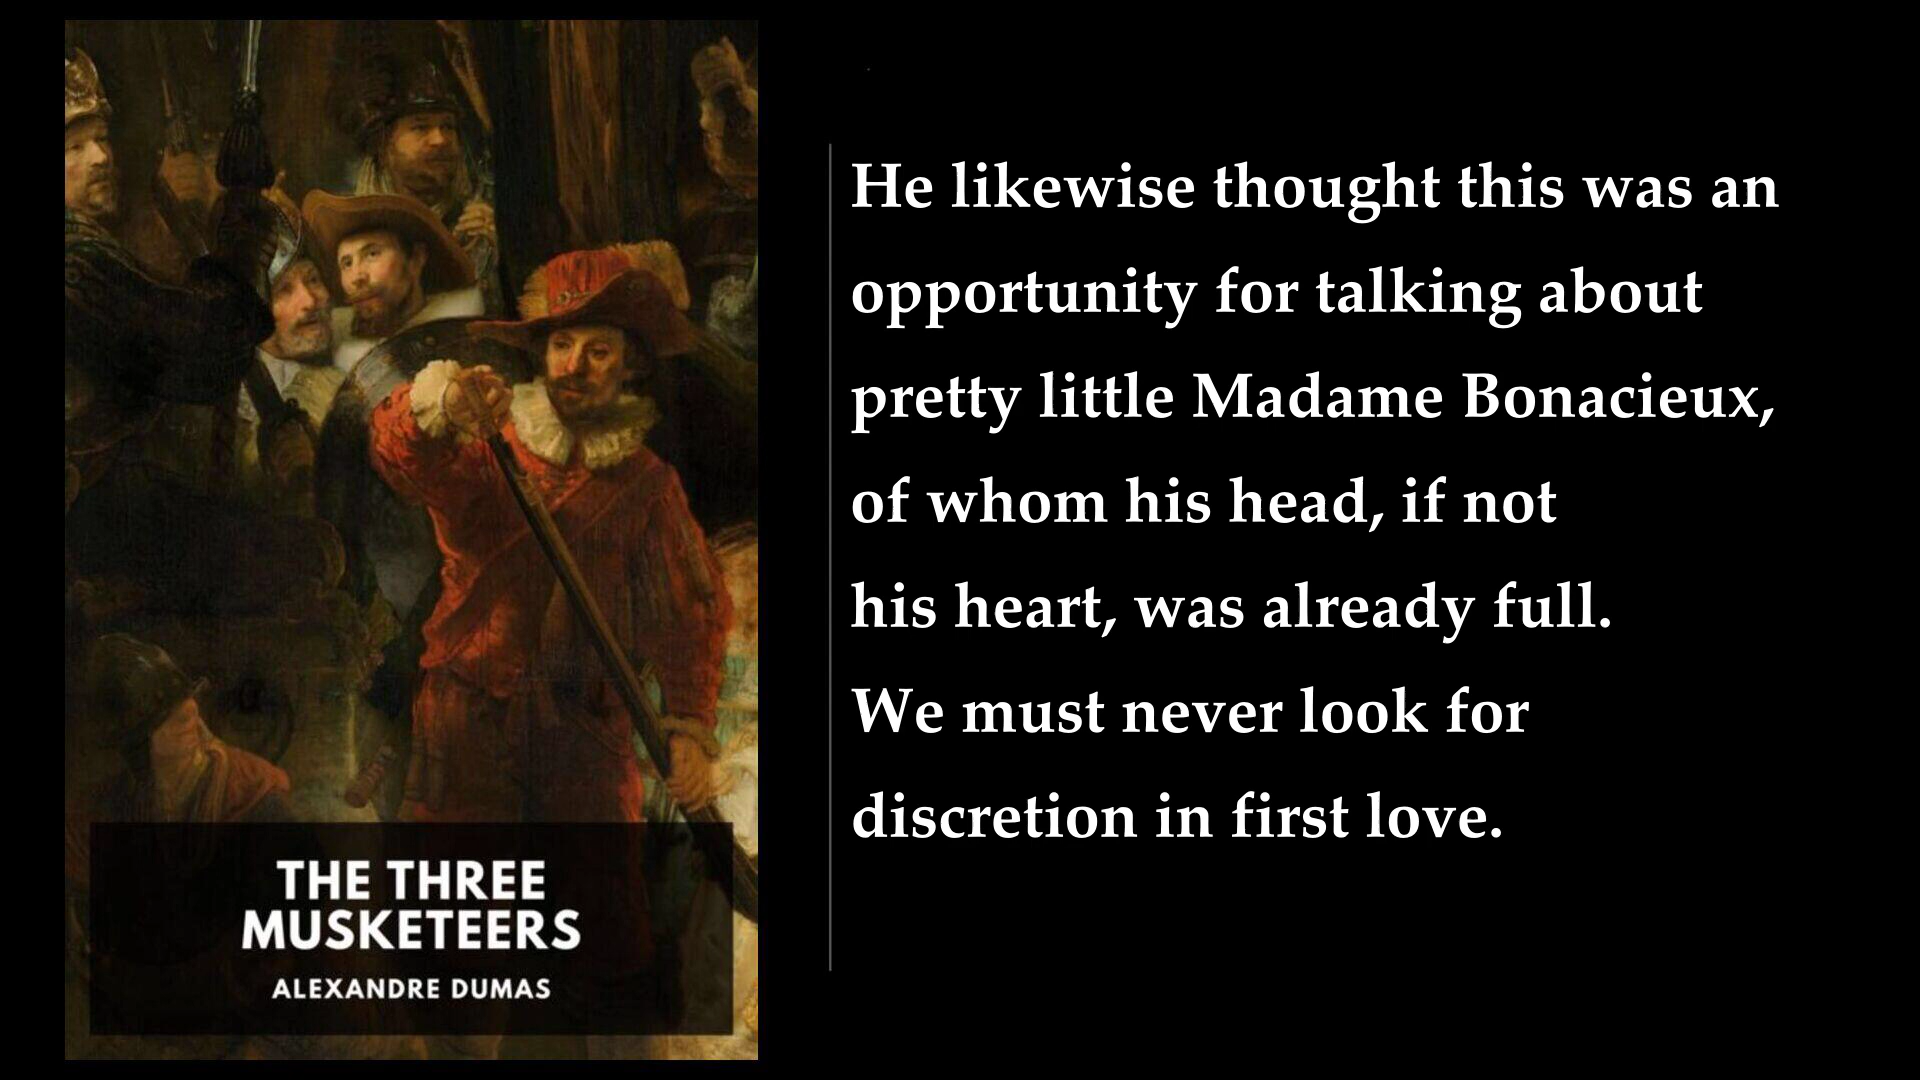 THE THREE
MUSKETEERS
ALEXANDRE DUMAS
He likewise thought this was an
opportunity for talking about
pretty little Madame Bonacieux,
of whom his head, if not
his heart, was already full.
We must never look for
discretion in first love.